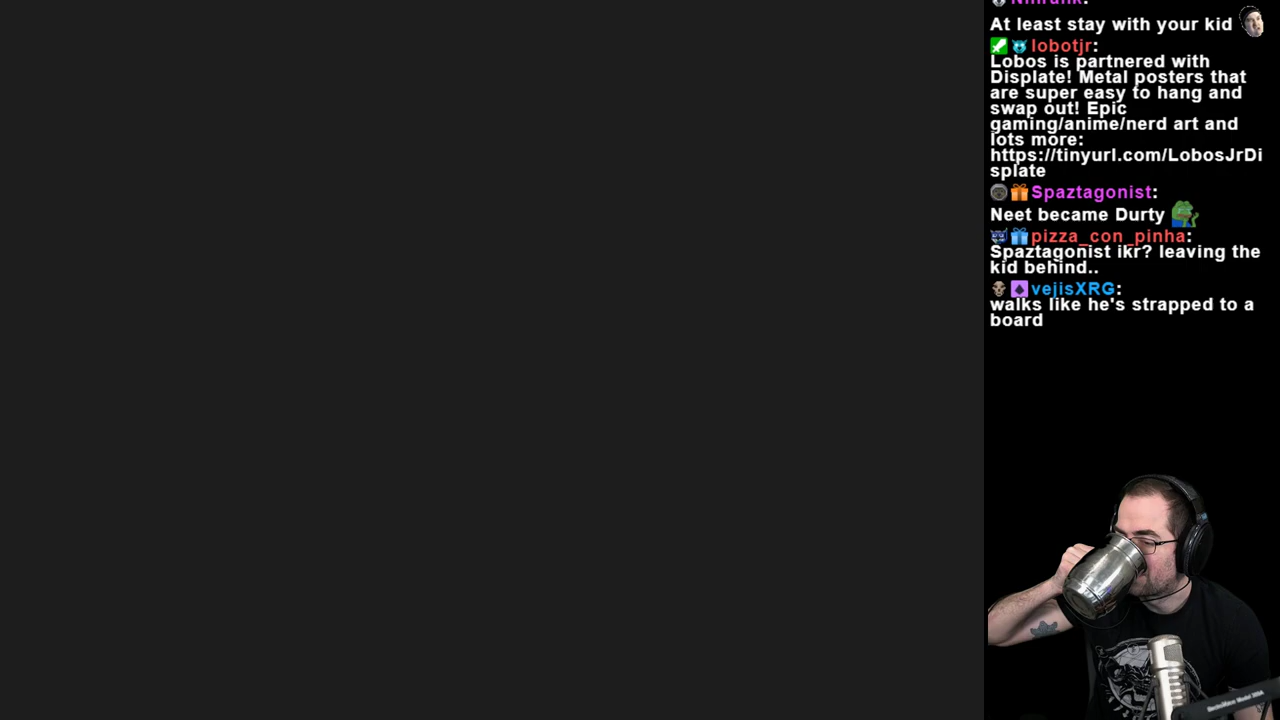 At least stay with your kid
lobotjr:
Lobos is partnered with
Displate! Metal posters that
are super easy to hang and
swap out! Epic
gaming/anime/nerd art and
lots more:
https://tinyurl.com/LobosJrDi
splate
Spaztagonist:
Neet became Durty
pizza_con_pinha:
Spaztagonist ikr? leaving the
kid behind..
vejisXRG:
walks like he's strapped to a
board